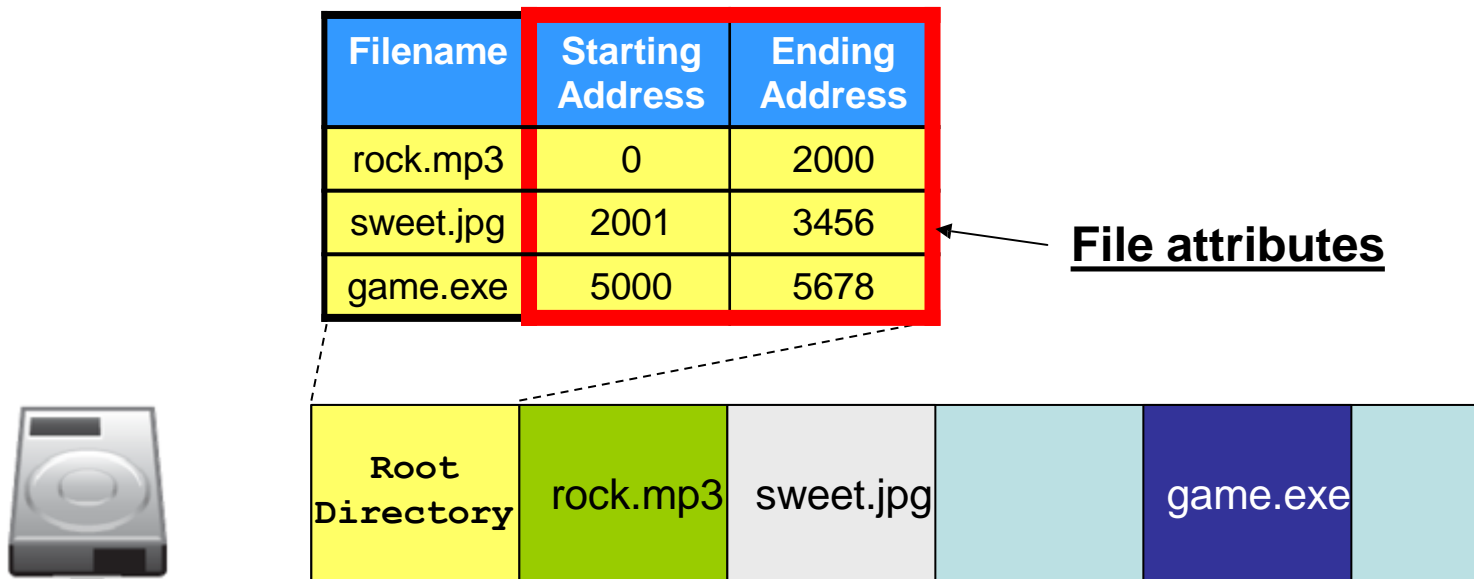 Filename Starting Address Ending Address
rock.mp3 0 2000
sweet.jpg 2001 3456
game.exe 5000 5678
File attributes
Root Directory rock.mp3 sweet.jpg game.exe